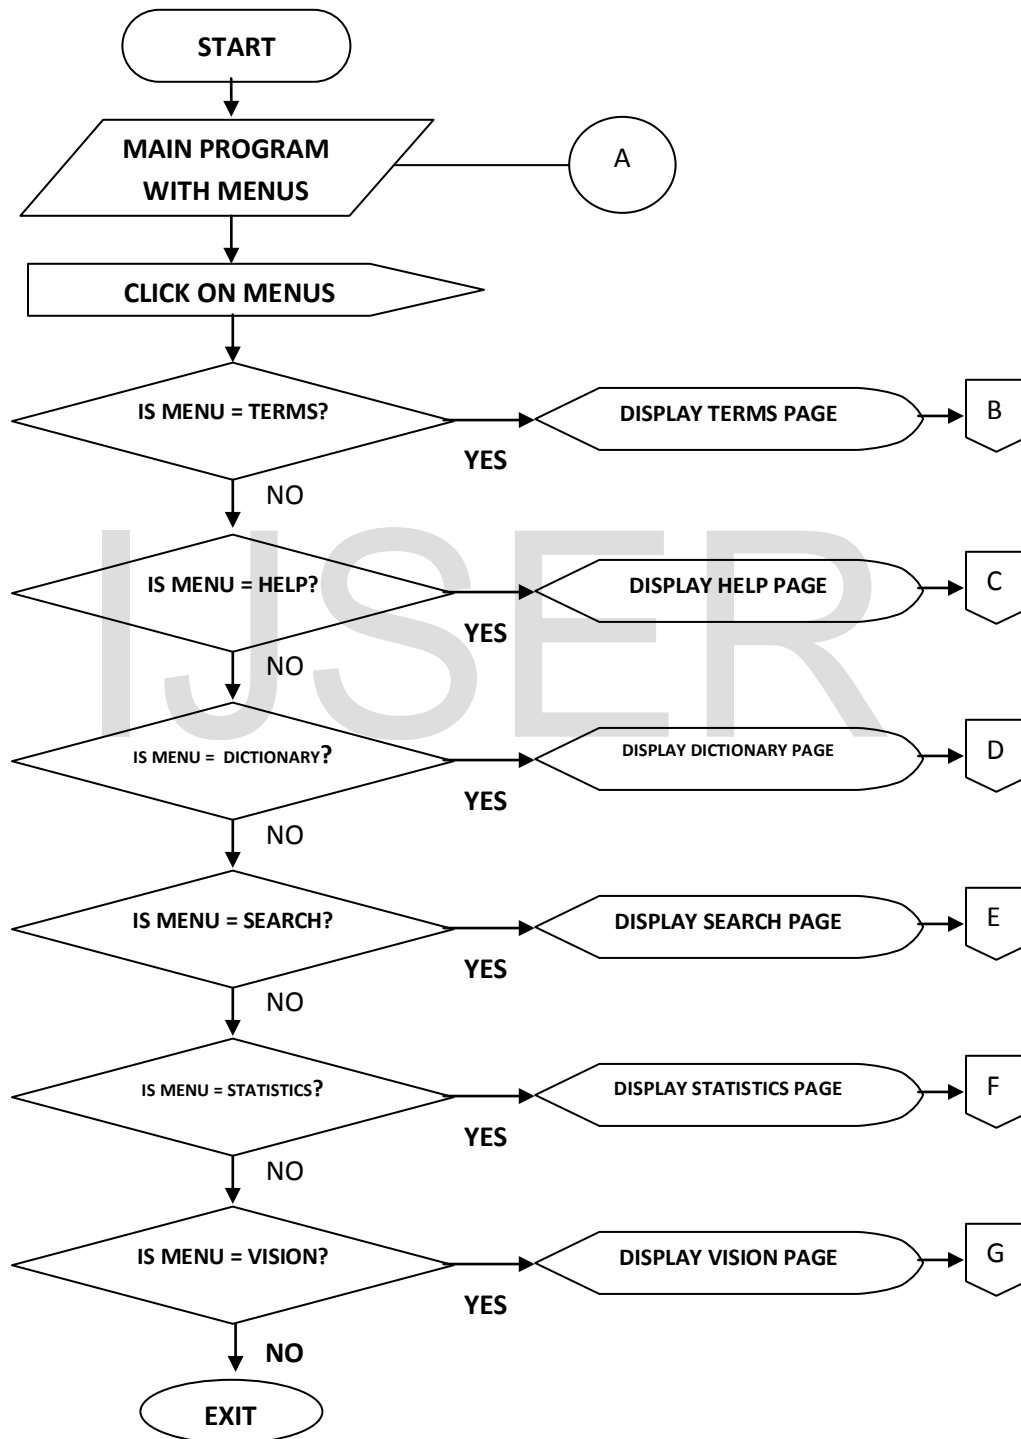 START
MAIN PROGRAM
WITH MENUS
A
CLICK ON MENUS
IS MENU = TERMS?
YES
DISPLAY TERMS PAGE
B
NO
IS MENU = HELP?
YES
DISPLAY HELP PAGE
C
NO
IS MENU = DICTIONARY?
YES
DISPLAY DICTIONARY PAGE
D
NO
IS MENU = SEARCH?
YES
DISPLAY SEARCH PAGE
E
NO
IS MENU = STATISTICS?
YES
DISPLAY STATISTICS PAGE
F
NO
IS MENU = VISION?
YES
DISPLAY VISION PAGE
G
NO
EXIT
IJSER